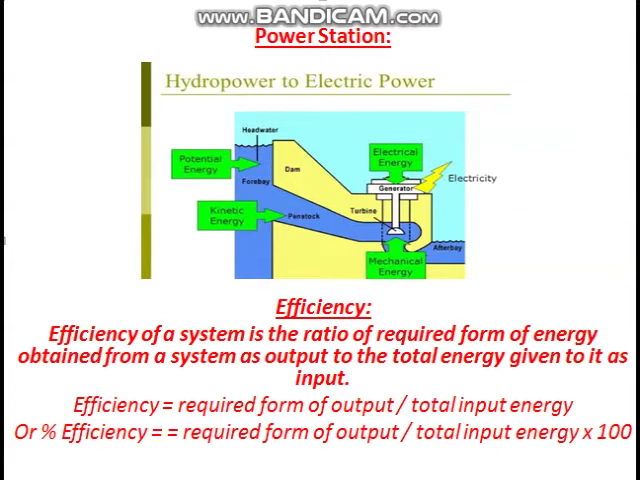 www.BANDICAM.com
Power Station:
Hydropower to Electric Power
Headwater
Potential
Energy
Electrical
Energy
Dam
Electricity
Forebay
Generator
Kinetic
Energy
Penstock
Turbine
Afterbay
Mechanical
Energy
Efficiency:
Efficiency of a system is the ratio of required form of energy
obtained from a system as output to the total energy given to it as
input.
Efficiency = required form of output / total input energy
Or % Efficiency = = required form of output / total input energy x 100